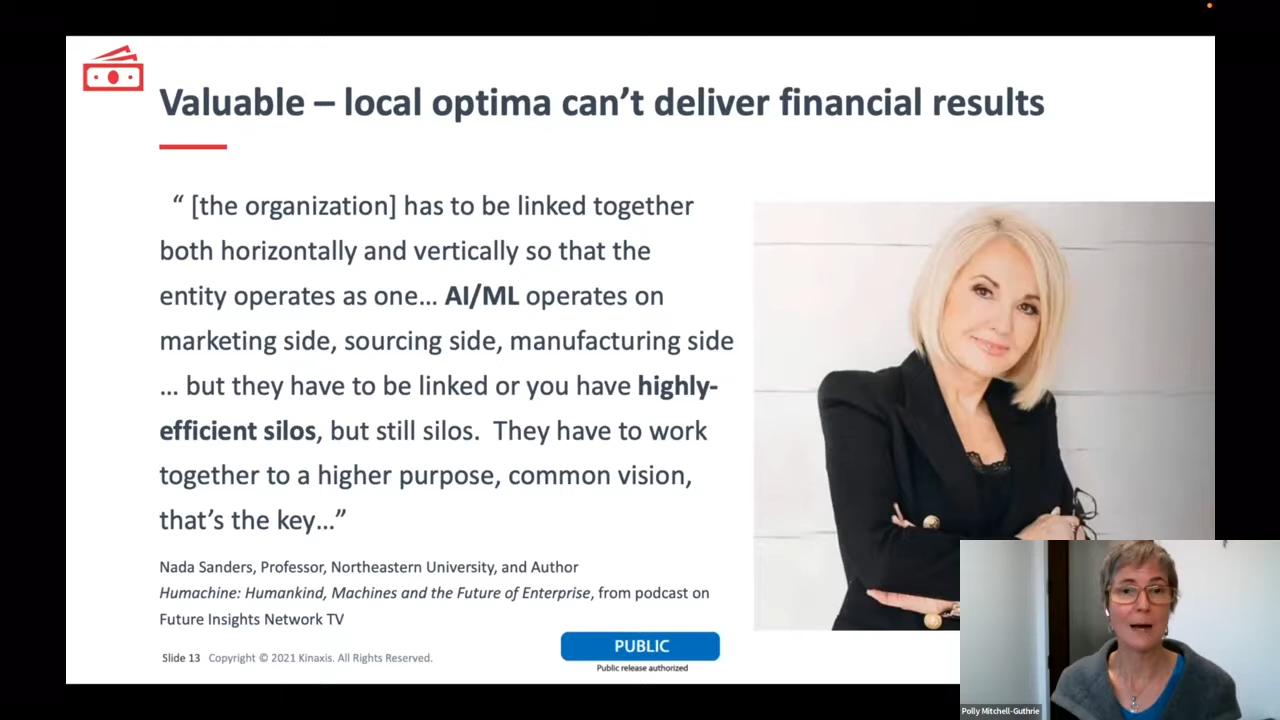 Valuable – local optima can’t deliver financial results
“ [the organization] has to be linked together
both horizontally and vertically so that the
entity operates as one… AI/ML operates on
marketing side, sourcing side, manufacturing side
… but they have to be linked or you have highly-
efficient silos, but still silos.  They have to work
together to a higher purpose, common vision,
that’s the key…”
Nada Sanders, Professor, Northeastern University, and Author
Humachine: Humankind, Machines and the Future of Enterprise, from podcast on
Future Insights Network TV
Slide 13 Copyright © 2021 Kinaxis. All Rights Reserved.
PUBLIC
Public release authorized
Polly Mitchell-Guthrie